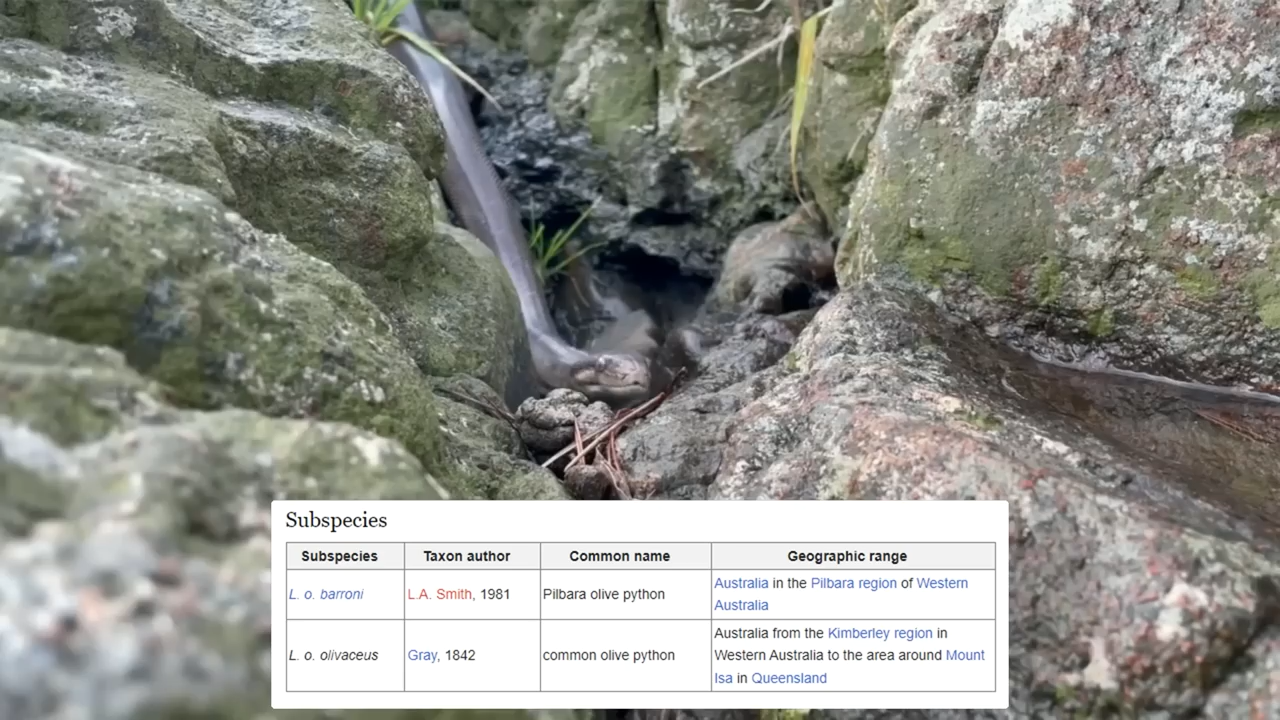 Subspecies
Subspecies Taxon author Common name Geographic range
L. o. barroni L.A. Smith, 1981 Pilbara olive python Australia in the Pilbara region of Western
Australia
L. o. olivaceus Gray, 1842 common olive python Australia from the Kimberley region in
Western Australia to the area around Mount
Isa in Queensland